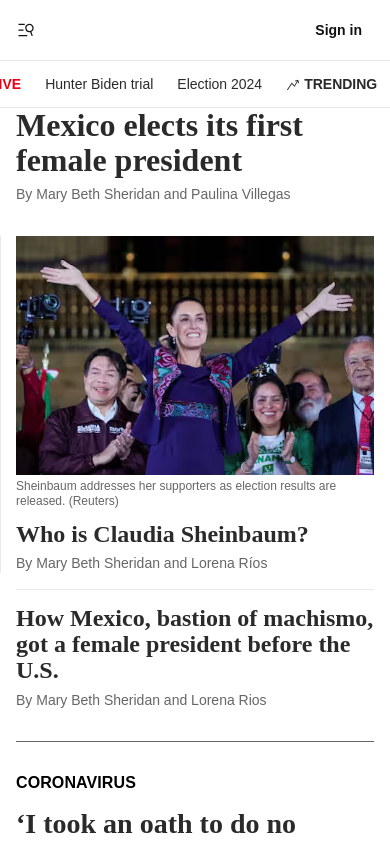 Sign in
IVE Hunter Biden trial Election 2024 TRENDING
Mexico elects its first
female president
By Mary Beth Sheridan and Paulina Villegas
Sheinbaum addresses her supporters as election results are
released. (Reuters)
Who is Claudia Sheinbaum?
By Mary Beth Sheridan and Lorena Ríos
How Mexico, bastion of machismo,
got a female president before the
U.S.
By Mary Beth Sheridan and Lorena Rios
CORONAVIRUS
‘I took an oath to do no